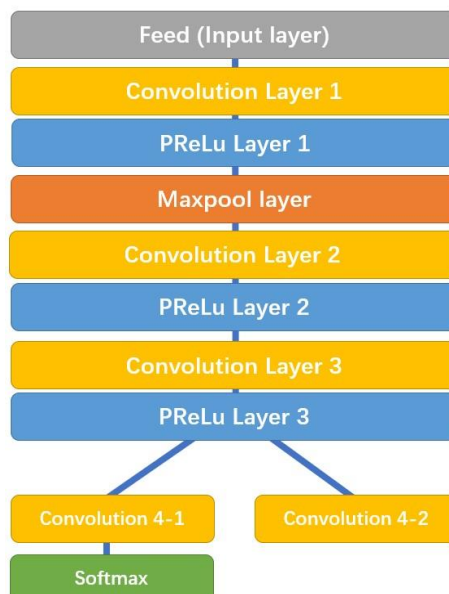 Feed (Input layer)
Convolution Layer 1
PReLu Layer 1
Maxpool layer
Convolution Layer 2
PReLu Layer 2
Convolution Layer 3
PReLu Layer 3
Convolution 4-1
Convolution 4-2
Softmax